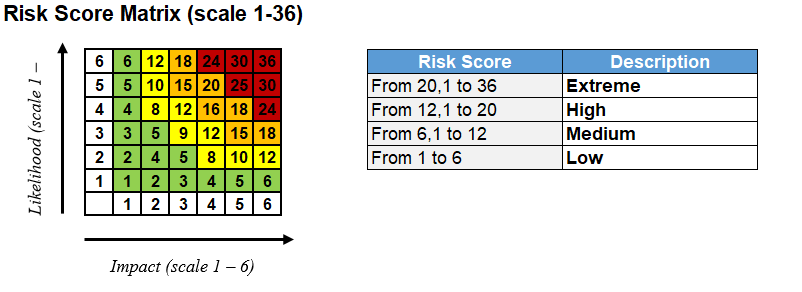 Risk Score Matrix (scale 1-36)
6 6 12 18 24 30 36
5 5 10 15 20 25 30
4 4 8 12 16 18 24
3 3 5 9 12 15 18
2 2 4 5 8 10 12
1 1 2 3 4 5 6
1 2 3 4 5 6
Likelihood (scale 1 –
Impact (scale 1 – 6)
Risk Score Description
From 20,1 to 36 Extreme
From 12,1 to 20 High
From 6,1 to 12 Medium
From 1 to 6 Low